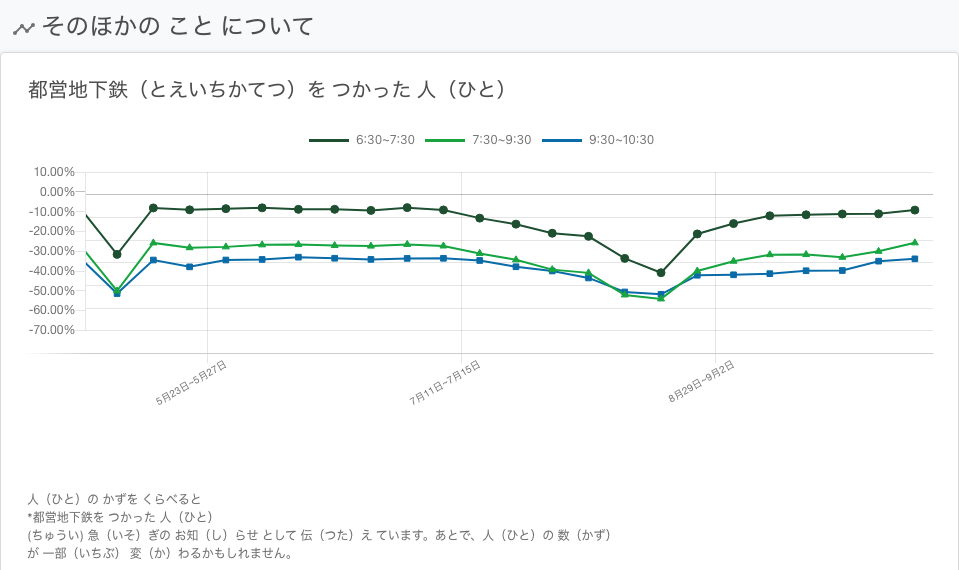 そのほかの こと について
都営地下鉄（とえいちかてつ）を つかった 人（ひと）
6:30~7:30 7:30~9:30 9:30~10:30
10.00%
0.00%
-10.00%
-20.00%
-30.00%
-40.00%
-50.00%
-60.00%
-70.00%
5月23日~5月27日 7月11日~7月15日 8月29日~9月2日
人（ひと）の かずを くらべると
*都営地下鉄を つかった 人（ひと）
(ちゅうい) 急（いそ）ぎの お知（し）らせ として 伝（つた）え ています。あとで、人（ひと）の 数（かず）
が 一部（いちぶ） 変（か）わるかもしれません。